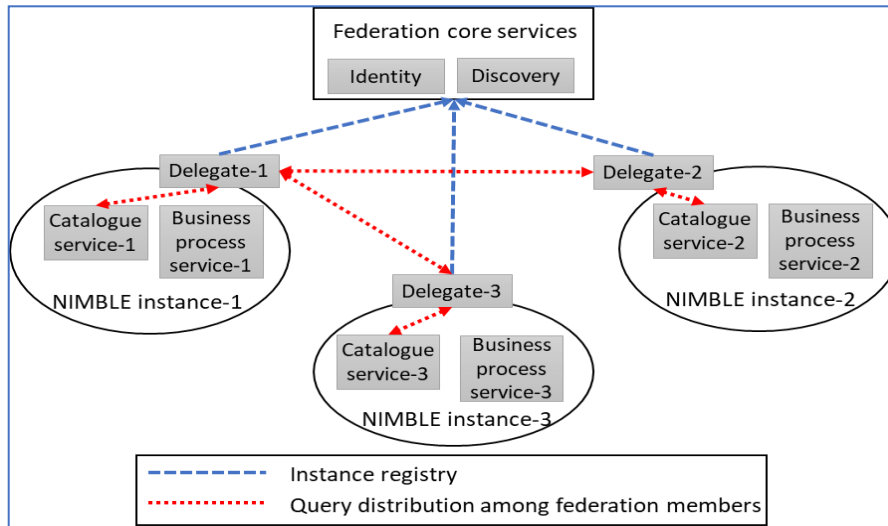 Federation core services
Identity
Discovery
Delegate-1
Delegate-2
Catalogue
service-1
Business
process
service-1
NIMBLE instance-1
Catalogue
service-2
Business
process
service-2
NIMBLE instance-2
Delegate-3
Catalogue
service-3
Business
process
service-3
NIMBLE instance-3
Instance registry
Query distribution among federation members